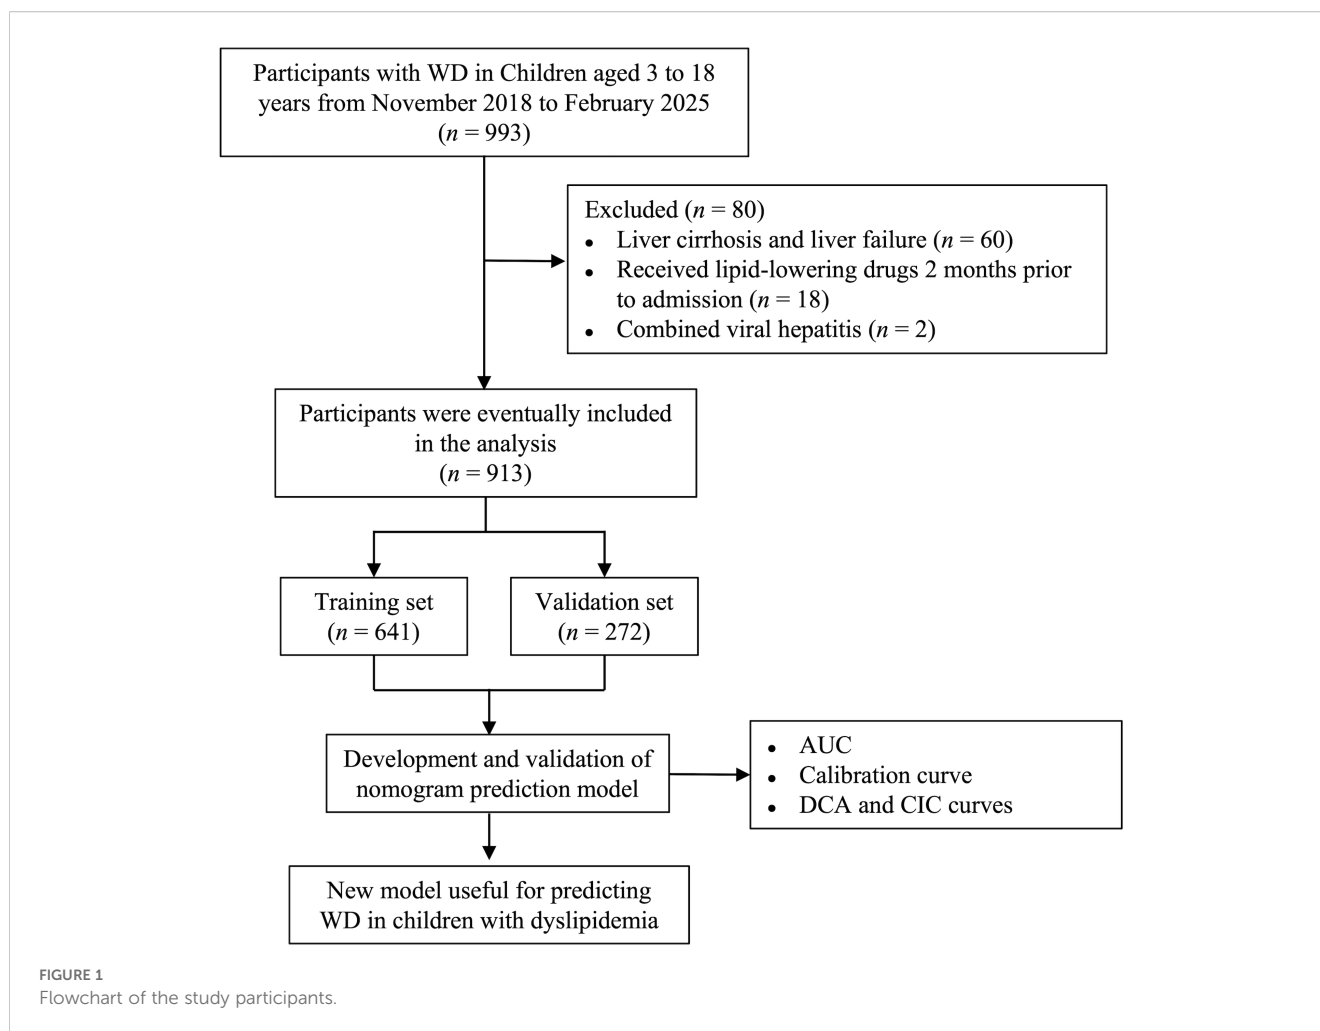 Participants with WD in Children aged 3 to 18
years from November 2018 to February 2025
(n = 993)
Excluded (n = 80)
• Liver cirrhosis and liver failure (n = 60)
• Received lipid-lowering drugs 2 months prior
to admission (n = 18)
• Combined viral hepatitis (n = 2)
Participants were eventually included
in the analysis
(n = 913)
Training set
(n = 641)
Validation set
(n = 272)
Development and validation of
nomogram prediction model
• AUC
• Calibration curve
• DCA and CIC curves
New model useful for predicting
WD in children with dyslipidemia
FIGURE 1
Flowchart of the study participants.